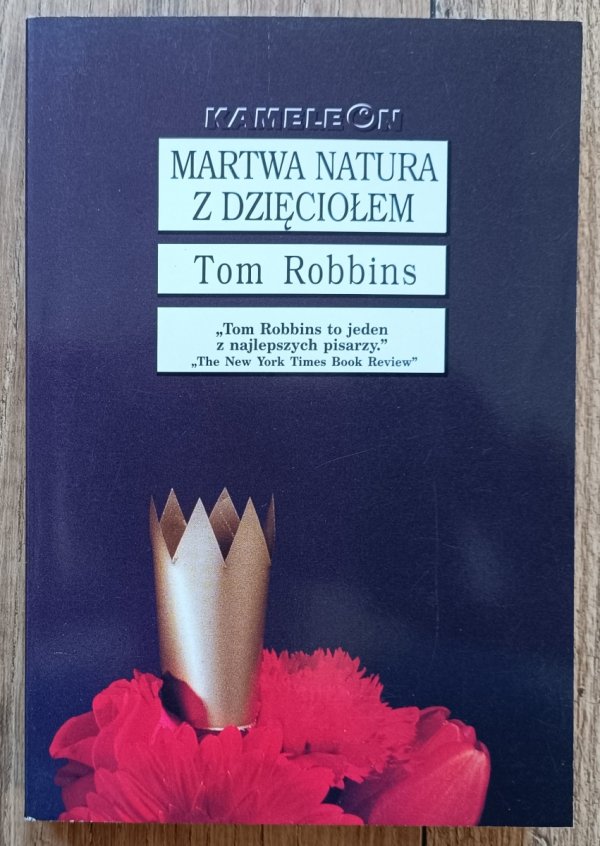 KAMELEON
MARTWA NATURA
Z DZIĘCIOŁEM
Tom Robbins
„Tom Robbins to jeden
z najlepszych pisarzy.”
„The New York Times Book Review”